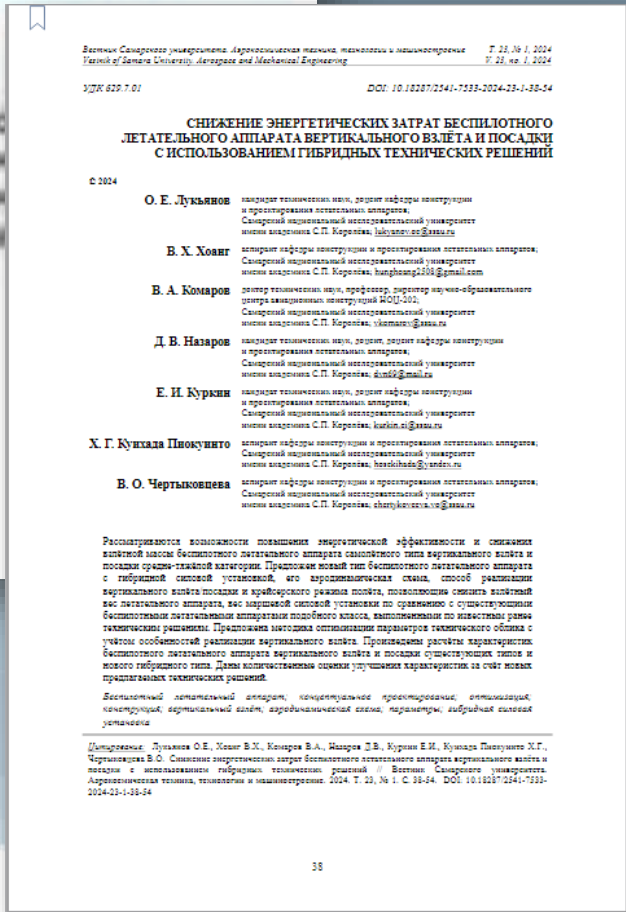 Вестник Самарского университета. Аэрокосмическая техника, технологии и машиностроение Т. 23, № 1, 2024
Vestnik of Samara University. Aerospace and Mechanical Engineering V. 23, no. 1, 2024
УДК 629.7.01 DOI: 10.18287/2541-7533-2024-23-1-38-54
СНИЖЕНИЕ ЭНЕРГЕТИЧЕСКИХ ЗАТРАТ БЕСПИЛОТНОГО
ЛЕТАТЕЛЬНОГО АППАРАТА ВЕРТИКАЛЬНОГО ВЗЛЁТА И ПОСАДКИ
С ИСПОЛЬЗОВАНИЕМ ГИБРИДНЫХ ТЕХНИЧЕСКИХ РЕШЕНИЙ
© 2024
О. Е. Лукьянов кандидат технических наук, доцент кафедры конструкции
и проектирования летательных аппаратов;
Самарский национальный исследовательский университет
имени академика С.П. Королёва; lukyanov.oe@ssau.ru
В. Х. Хоанг аспирант кафедры конструкции и проектирования летательных аппаратов;
Самарский национальный исследовательский университет
имени академика С.П. Королёва; hunghoang2508@gmail.com
В. А. Комаров доктор технических наук, профессор, директор научно-образовательного
центра авиационных конструкций НОЦ-202;
Самарский национальный исследовательский университет
имени академика С.П. Королёва; vkomarov@ssau.ru
Д. В. Назаров кандидат технических наук, доцент, доцент кафедры конструкции
и проектирования летательных аппаратов;
Самарский национальный исследовательский университет
имени академика С.П. Королёва; dvn69@mail.ru
Е. И. Куркин кандидат технических наук, доцент кафедры конструкции
и проектирования летательных аппаратов;
Самарский национальный исследовательский университет
имени академика С.П. Королёва; kurkin.ei@ssau.ru
Х. Г. Кихада Пиокуинто аспирант кафедры конструкции и проектирования летательных аппаратов;
Самарский национальный исследовательский университет
имени академика С.П. Королёва; hosekihada@yandex.ru
В. О. Чертыковцева аспирант кафедры конструкции и проектирования летательных аппаратов;
Самарский национальный исследовательский университет
имени академика С.П. Королёва; chertykovceva.vo@ssau.ru
Рассматриваются возможности повышения энергетической эффективности и снижения
взлётной массы беспилотного летательного аппарата самолётного типа вертикального взлёта и
посадки средне-тяжёлой категории. Предложен новый тип беспилотного летательного аппарата
с гибридной силовой установкой, его аэродинамическая схема, способ реализации
вертикального взлёта/посадки и крейсерского режима полёта, позволяющие снизить взлётный
вес летательного аппарата, вес маршевой силовой установки по сравнению с существующими
беспилотными летательными аппаратами подобного класса, выполненными по известным ранее
техническим решениям. Предложена методика оптимизации параметров технического облика с
учётом особенностей реализации вертикального взлёта. Произведены расчёты характеристик
беспилотного летательного аппарата вертикального взлёта и посадки существующих типов и
нового гибридного типа. Даны количественные оценки улучшения характеристик за счёт новых
предлагаемых технических решений.
Беспилотный летательный аппарат; концептуальное проектирование; оптимизация;
конструкция; вертикальный взлёт; аэродинамическая схема; параметры; гибридная силовая
установка
Цитирование: Лукьянов О.Е., Хоанг В.Х., Комаров В.А., Назаров Д.В., Куркин Е.И., Кихада Пиокуинто Х.Г.,
Чертыковцева В.О. Снижение энергетических затрат беспилотного летательного аппарата вертикального взлёта и
посадки с использованием гибридных технических решений // Вестник Самарского университета.
Аэрокосмическая техника, технологии и машиностроение. 2024. Т. 23, № 1. С. 38-54. DOI: 10.18287/2541-7533-
2024-23-1-38-54
38